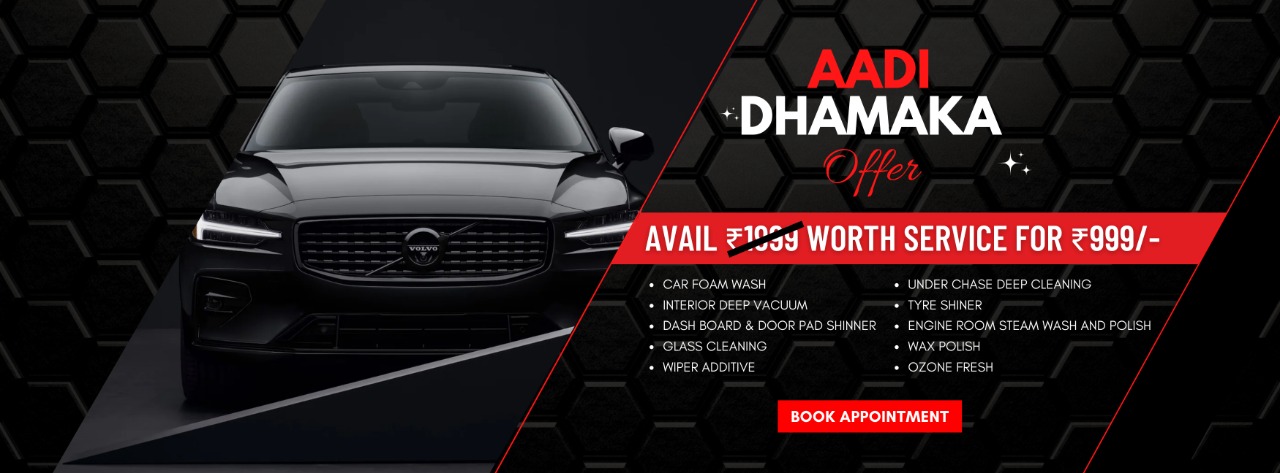 AADI
DHAMAKA
Offer
AVAIL ₹1999 WORTH SERVICE FOR ₹999/-
CAR FOAM WASH
INTERIOR DEEP VACUUM
DASH BOARD & DOOR PAD SHINNER
GLASS CLEANING
WIPER ADDITIVE
UNDER CHASE DEEP CLEANING
TYRE SHINER
ENGINE ROOM STEAM WASH AND POLISH
WAX POLISH
OZONE FRESH
BOOK APPOINTMENT
VOLVO